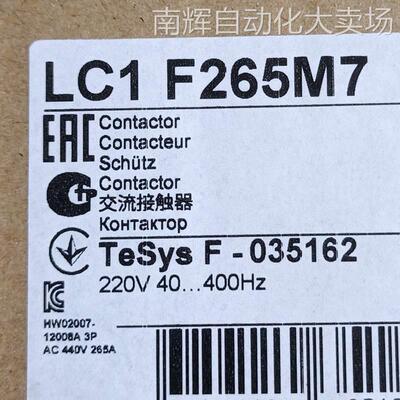 南辉自动化大卖场
LC1 F265M7
EAC Contactor
Contacteur
Schütz
Contactor
交流接触器
Контактор
TeSys F - 035162
220V 40...400Hz
HW02007-
12008A 3P
AC 440V 265A